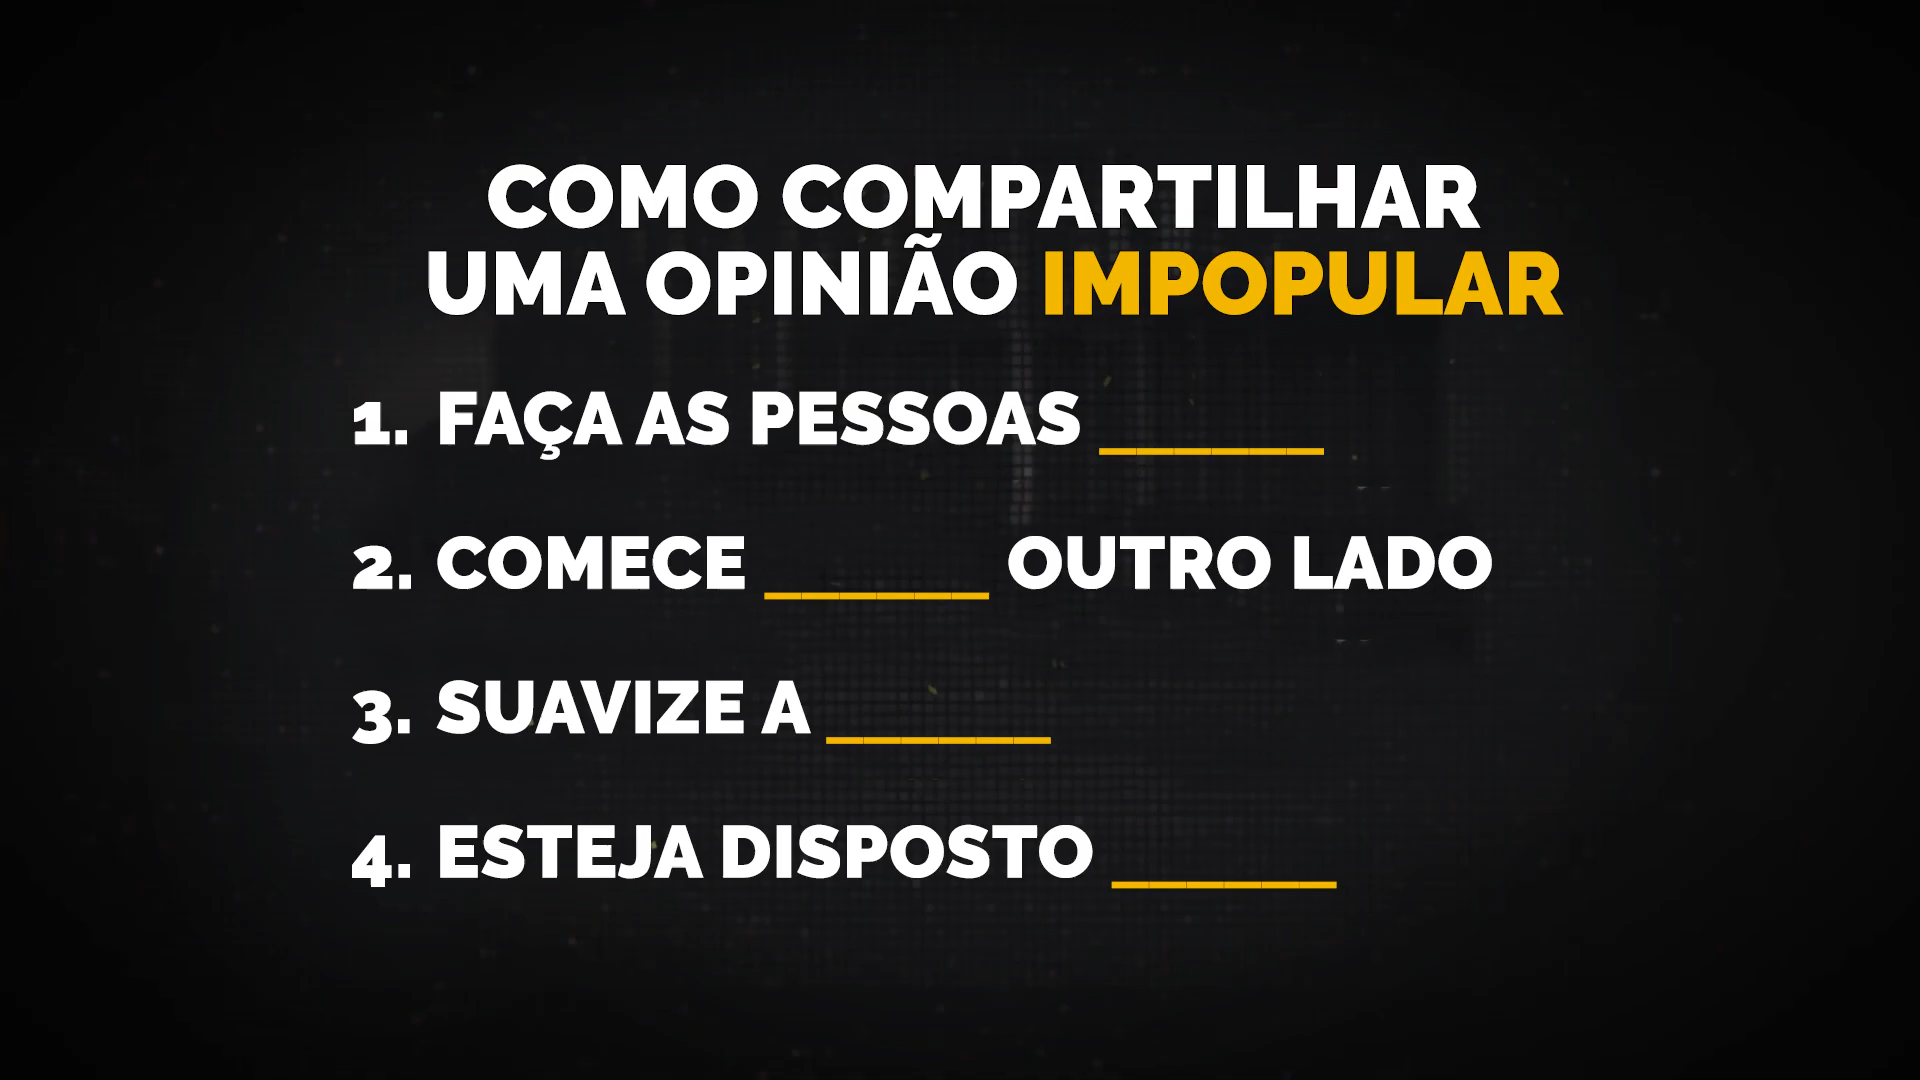 COMO COMPARTILHAR
UMA OPINIÃO IMPOPULAR
1. FAÇA AS PESSOAS ______
2. COMECE ______ OUTRO LADO
3. SUAVIZE A ______
4. ESTEJA DISPOSTO ______